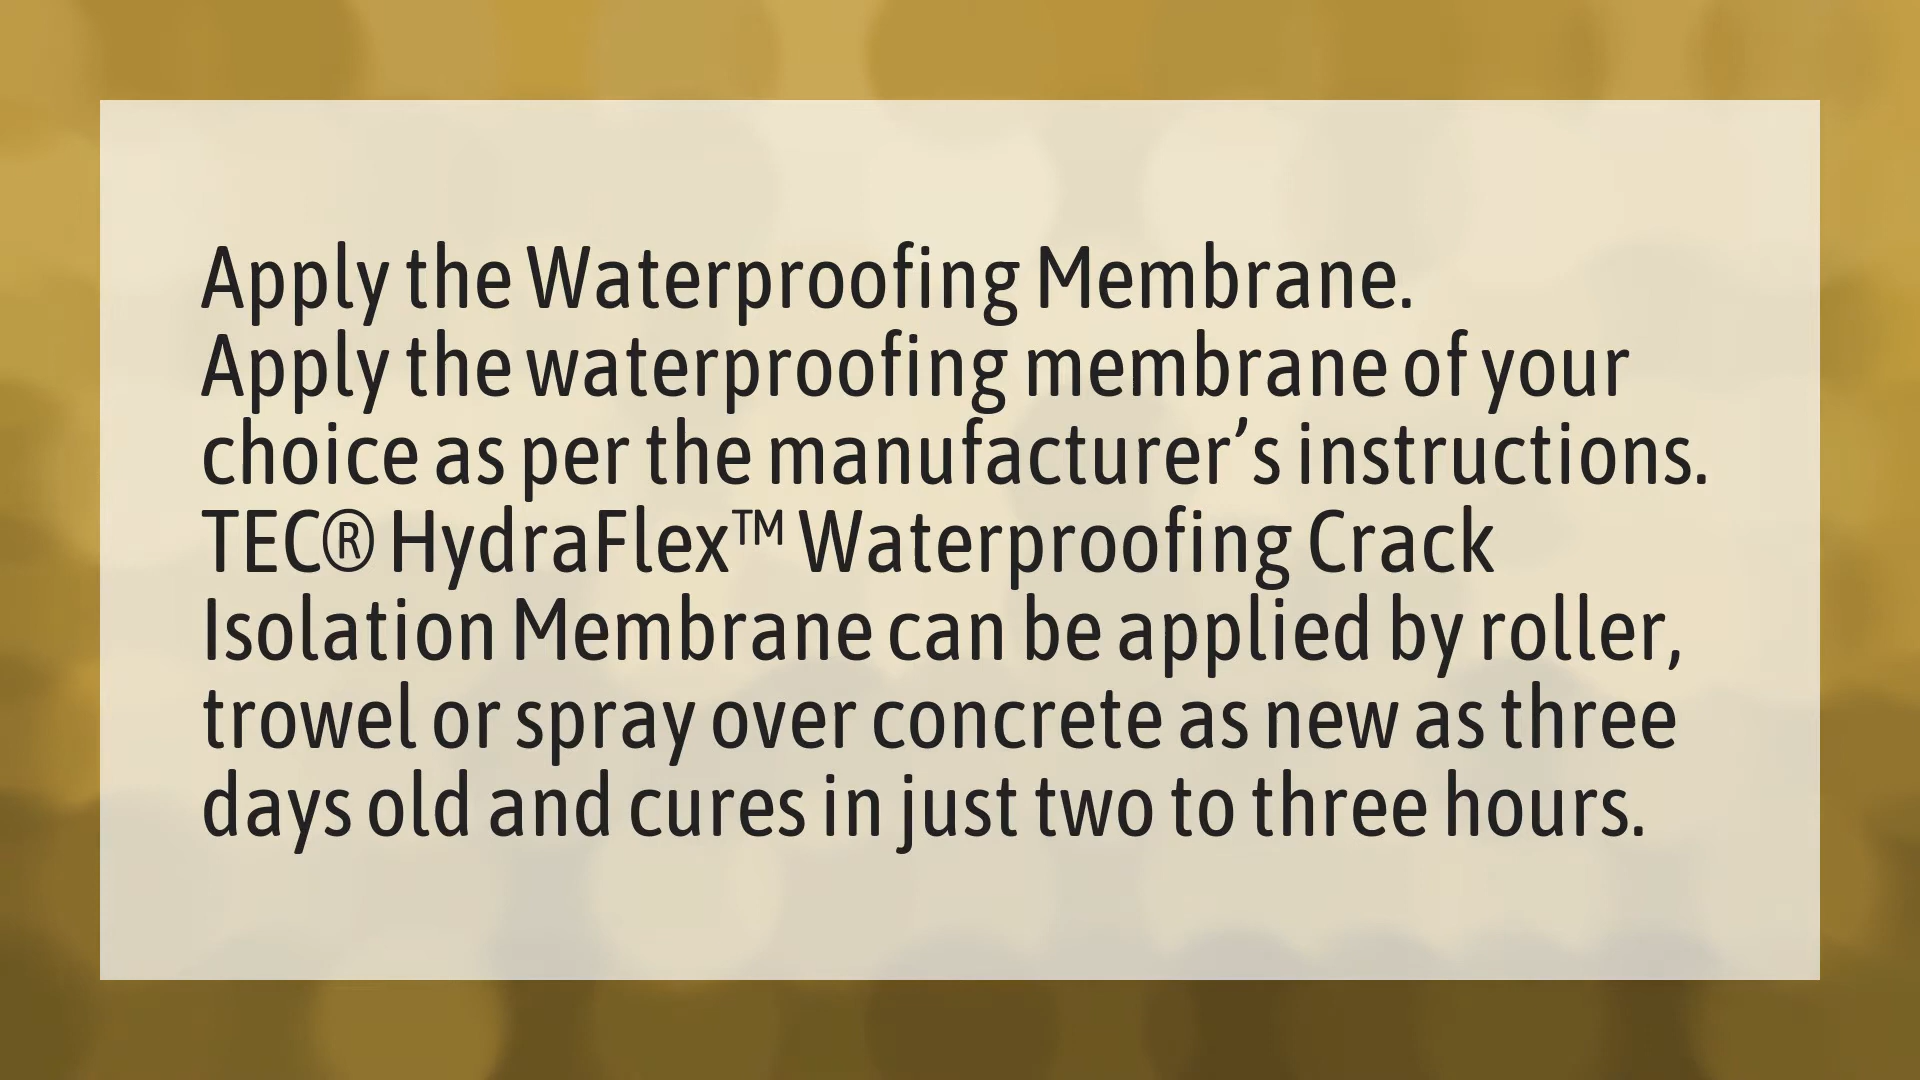 Apply the Waterproofing Membrane.
Apply the waterproofing membrane of your
choice as per the manufacturer’s instructions.
TEC® HydraFlex™ Waterproofing Crack
Isolation Membrane can be applied by roller,
trowel or spray over concrete as new as three
days old and cures in just two to three hours.